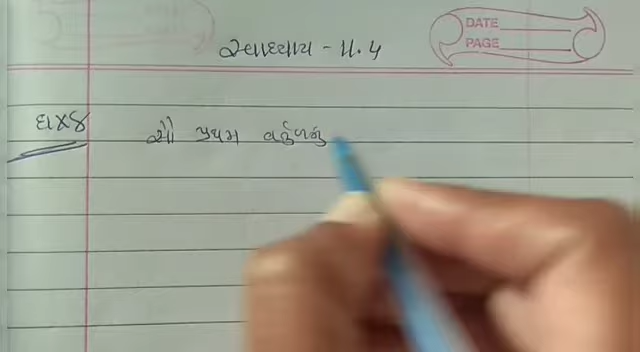 સ્વાધ્યાય - 11.4
DATE
PAGE
દાખલ
સૌ પ્રથમ વર્તુળનું